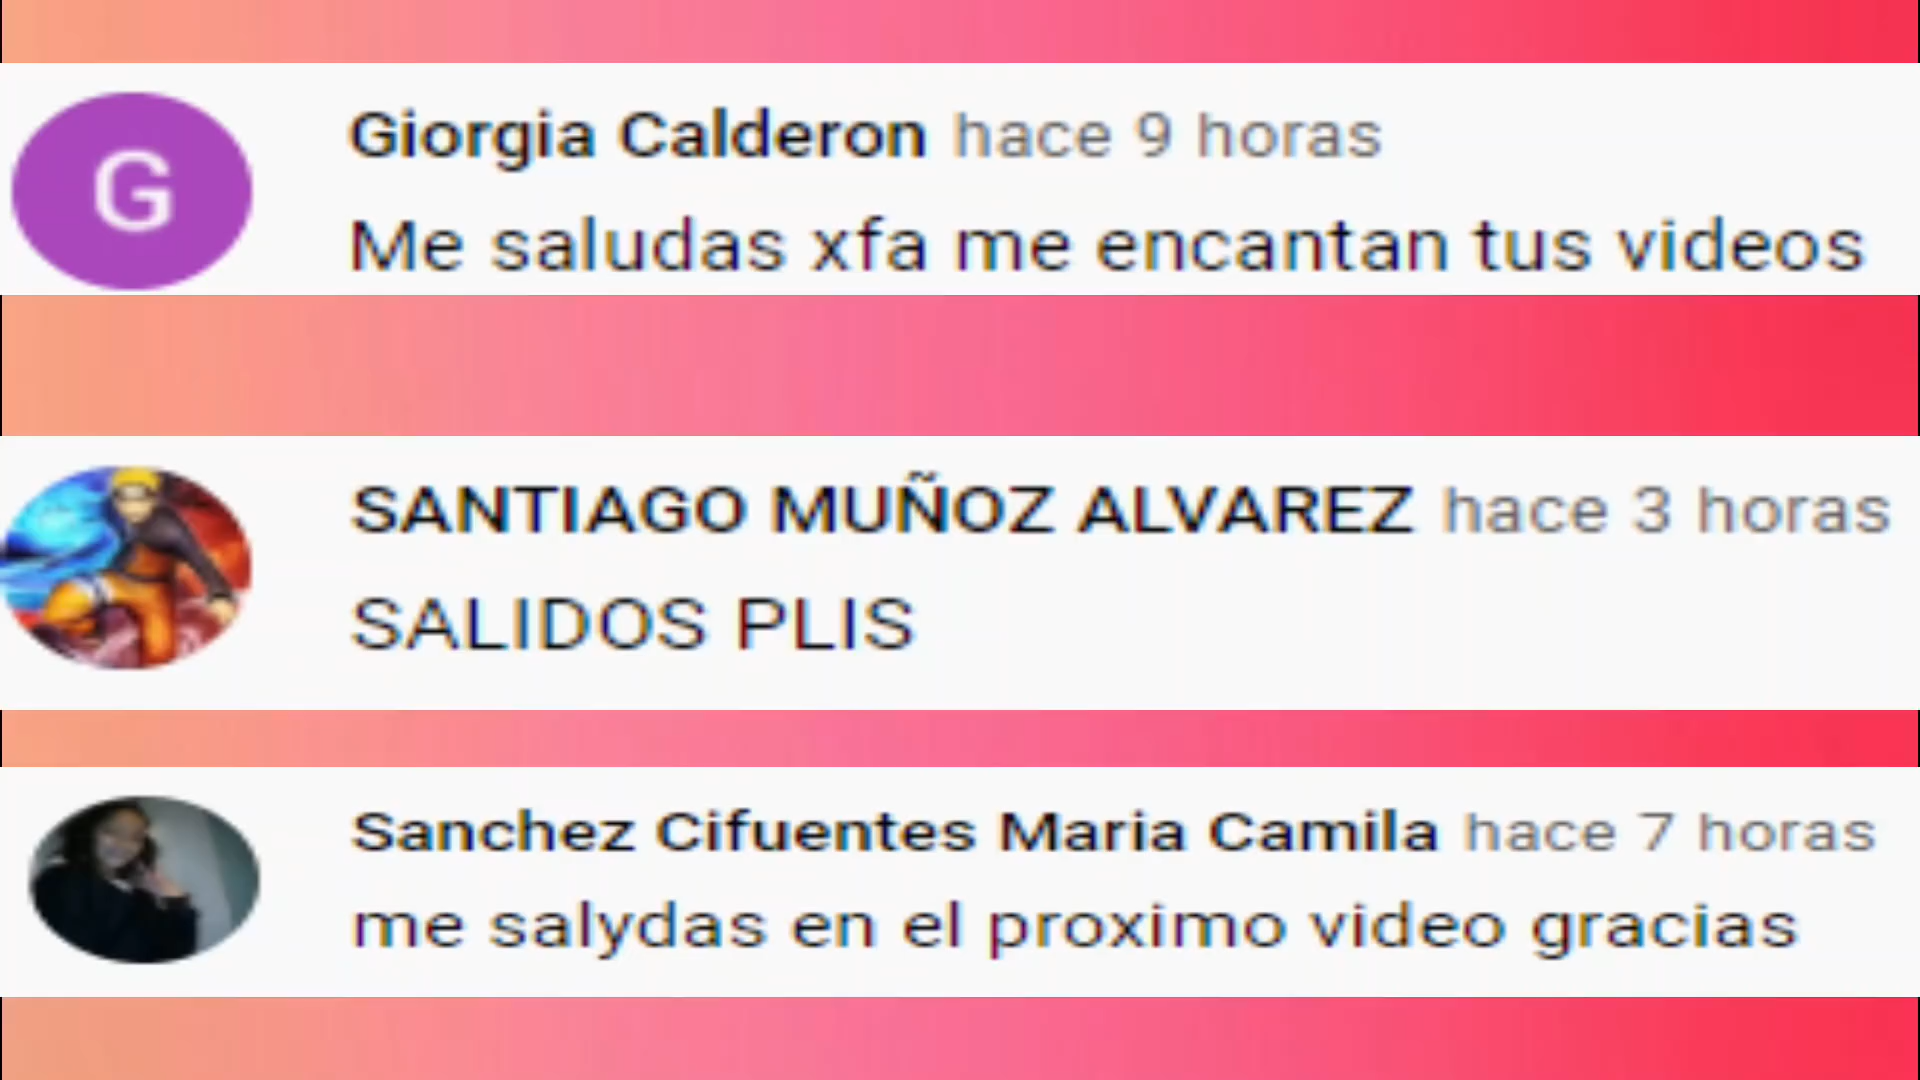 G
Giorgia Calderon hace 9 horas
Me saludas xfa me encantan tus videos
SANTIAGO MUÑOZ ALVAREZ hace 3 horas
SALIDOS PLIS
Sanchez Cifuentes Maria Camila hace 7 horas
me salydas en el proximo video gracias